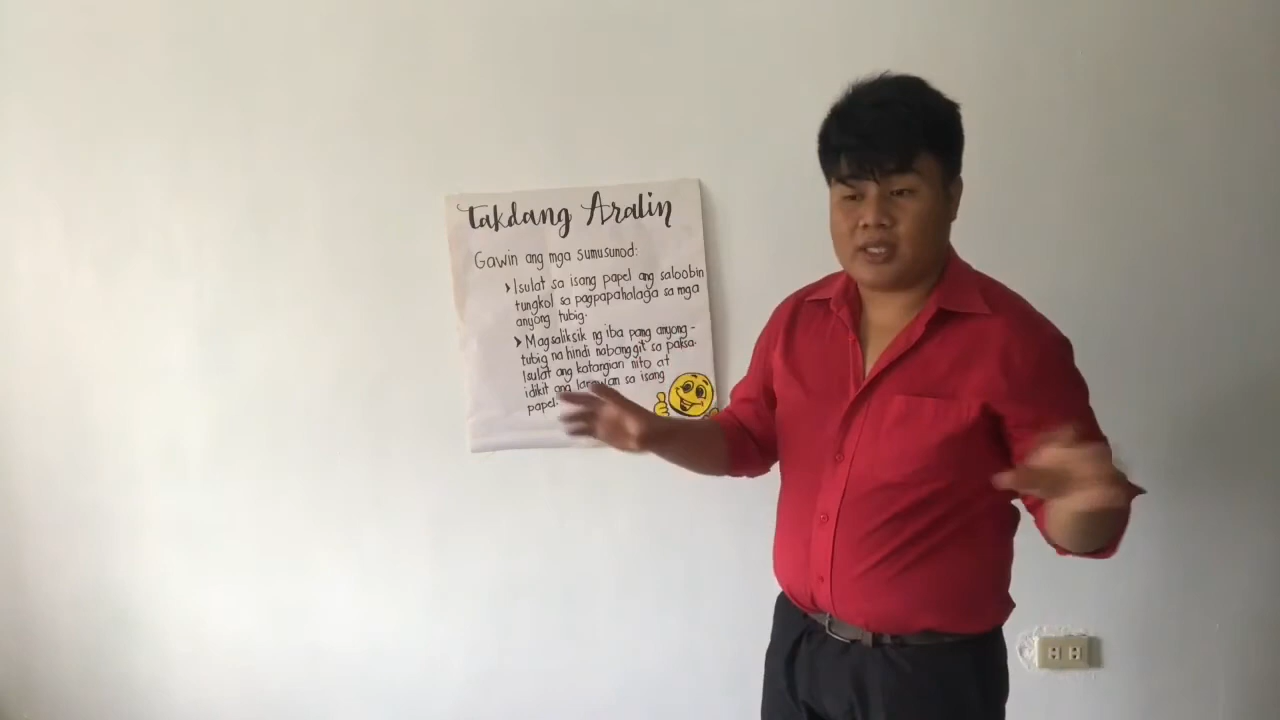 Takdang Aralin
Gawin ang mga sumusunod:
➤ Isulat sa isang papel ang saloobin
tungkol sa pagpapahalaga sa mga
anyong tubig.
➤ Magsaliksik ng iba pang anyong-
tubig na hindi nabanggit sa paksa.
Isulat ang katangian nito at
idikit ang larawan sa isang
papel.